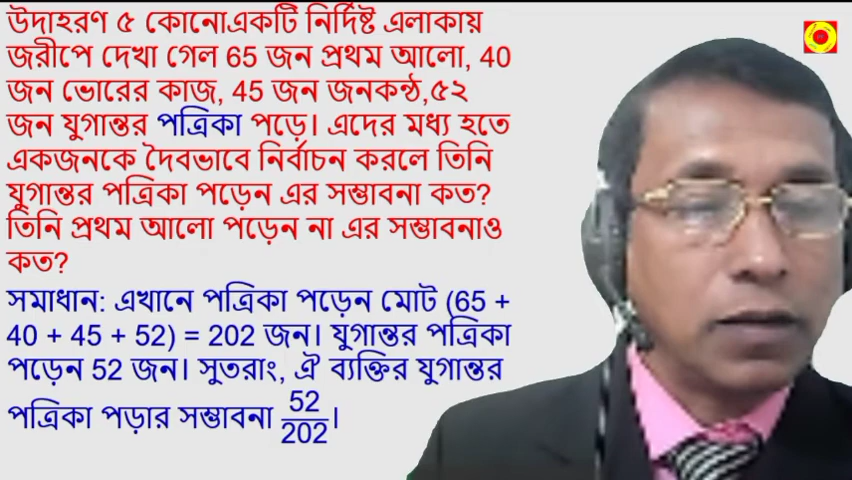 উদাহরণ ৫ কোনোএকটি নির্দিষ্ট এলাকায়
জরীপে দেখা গেল 65 জন প্রথম আলো, 40
জন ভোরের কাজ, 45 জন জনকন্ঠ,৫২
জন যুগান্তর পত্রিকা পড়ে। এদের মধ্য হতে
একজনকে দৈবভাবে নির্বাচন করলে তিনি
যুগান্তর পত্রিকা পড়েন এর সম্ভাবনা কত?
তিনি প্রথম আলো পড়েন না এর সম্ভাবনাও
কত?
সমাধান: এখানে পত্রিকা পড়েন মোট (65 +
40 + 45 + 52) = 202 জন। যুগান্তর পত্রিকা
পড়েন 52 জন। সুতরাং, ঐ ব্যক্তির যুগান্তর
পত্রিকা পড়ার সম্ভাবনা 52/202।